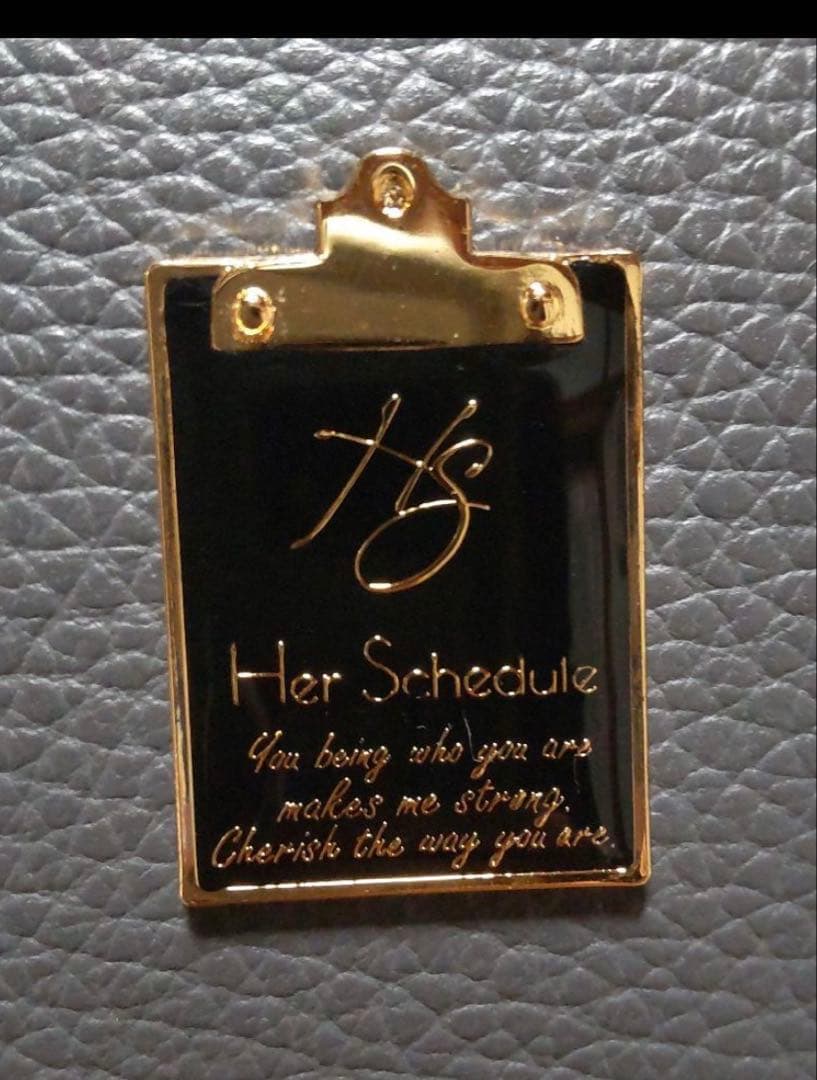 HS
Her Schedule
You being who you are
makes me strong.
Cherish the way you are.